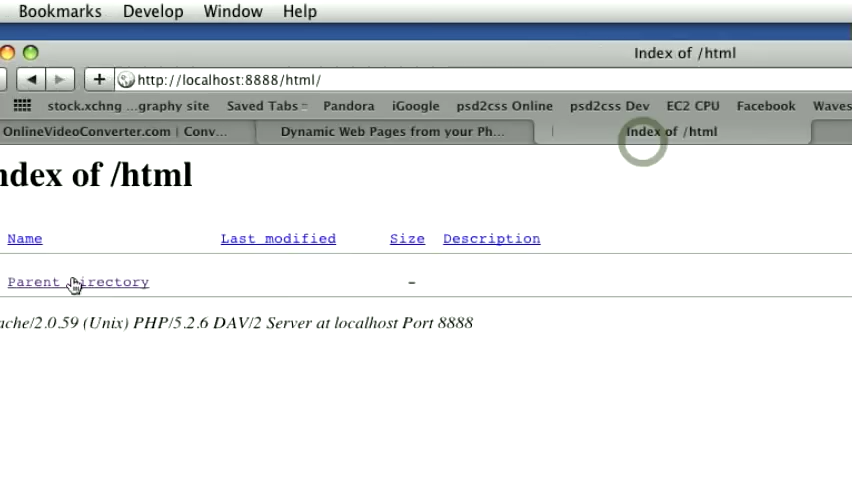 Bookmarks Develop Window Help
Index of /html
http://localhost:8888/html/
stock.xchng ...graphy site Saved Tabs Pandora iGoogle psd2css Online psd2css Dev EC2 CPU Facebook Waves
OnlineVideoConverter.com | Conv... Dynamic Web Pages from your Ph... Index of /html
ndex of /html
Name Last modified Size Description
Parent Directory -
ache/2.0.59 (Unix) PHP/5.2.6 DAV/2 Server at localhost Port 8888